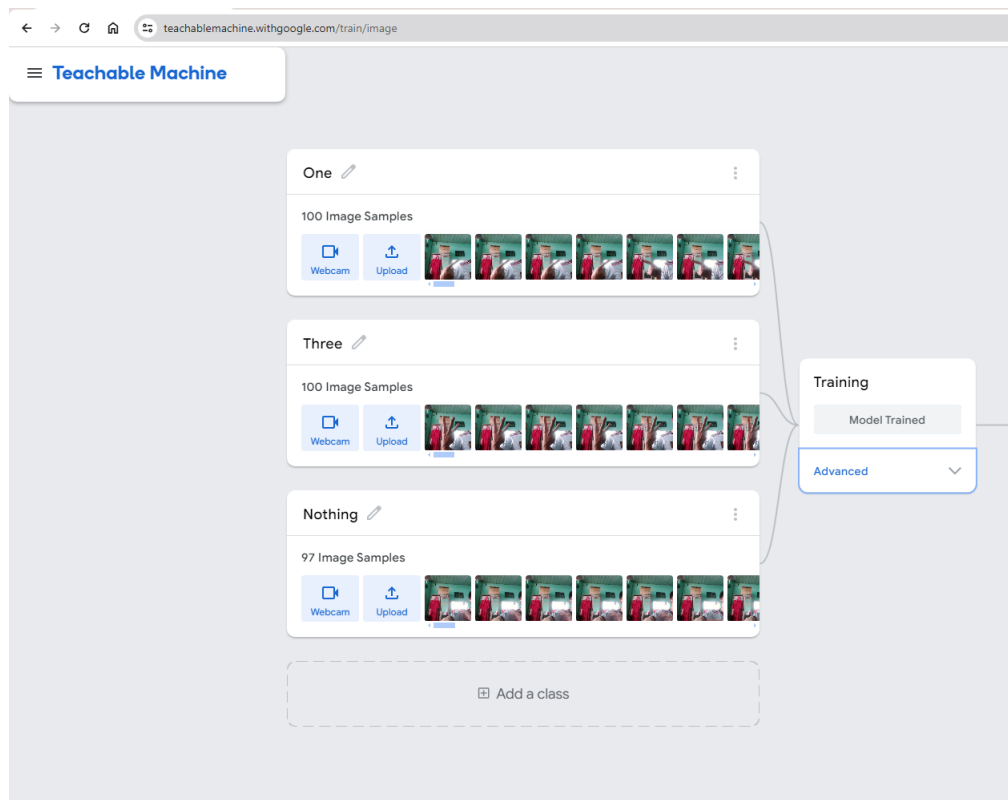 teachablemachine.withgoogle.com/train/image
Teachable Machine
One
100 Image Samples
Webcam
Upload
Three
100 Image Samples
Webcam
Upload
Nothing
97 Image Samples
Webcam
Upload
Add a class
Training
Model Trained
Advanced